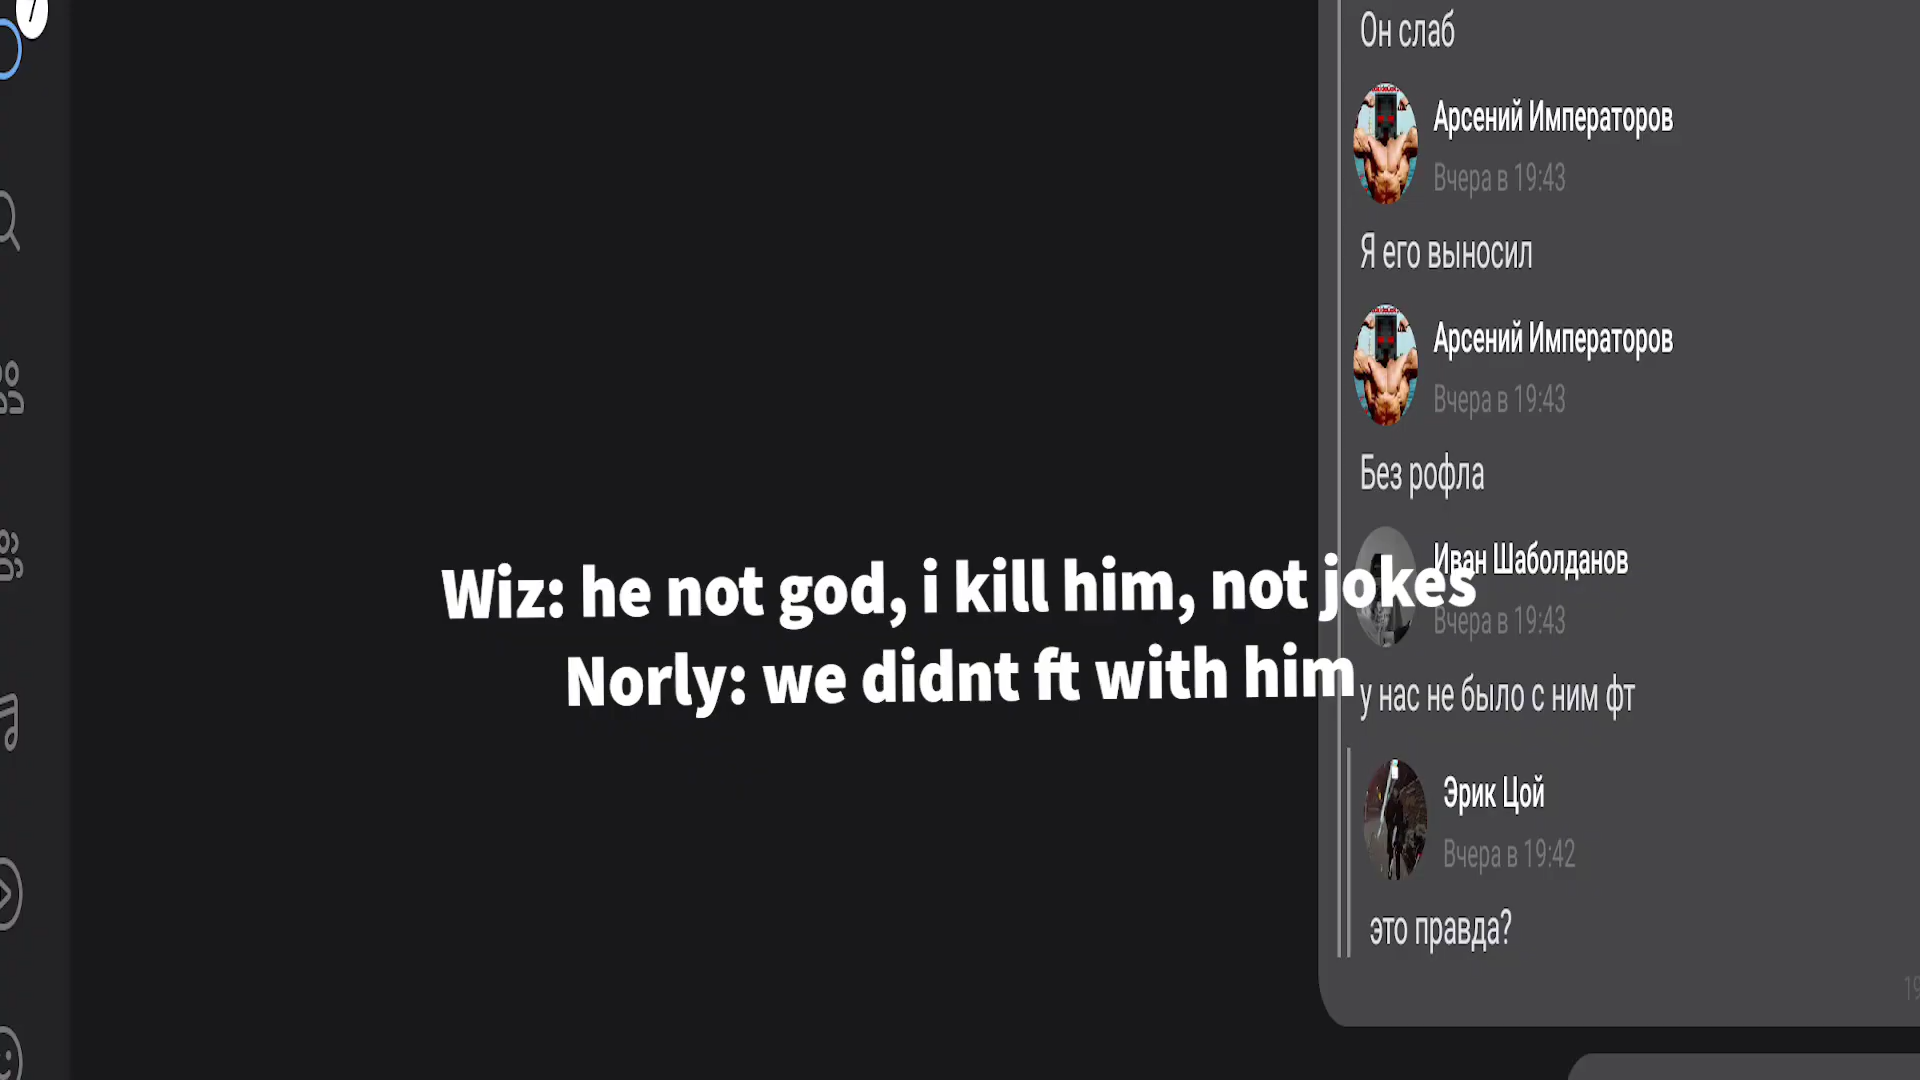 Он слаб
Арсений Императоров
Вчера в 19:43
Я его выносил
Арсений Императоров
Вчера в 19:43
Без рофла
Иван Шаболданов
Вчера в 19:43
Wiz: he not god, i kill him, not jokes
Norly: we didnt ft with him
у нас не было с ним фт
Эрик Цой
Вчера в 19:42
это правда?